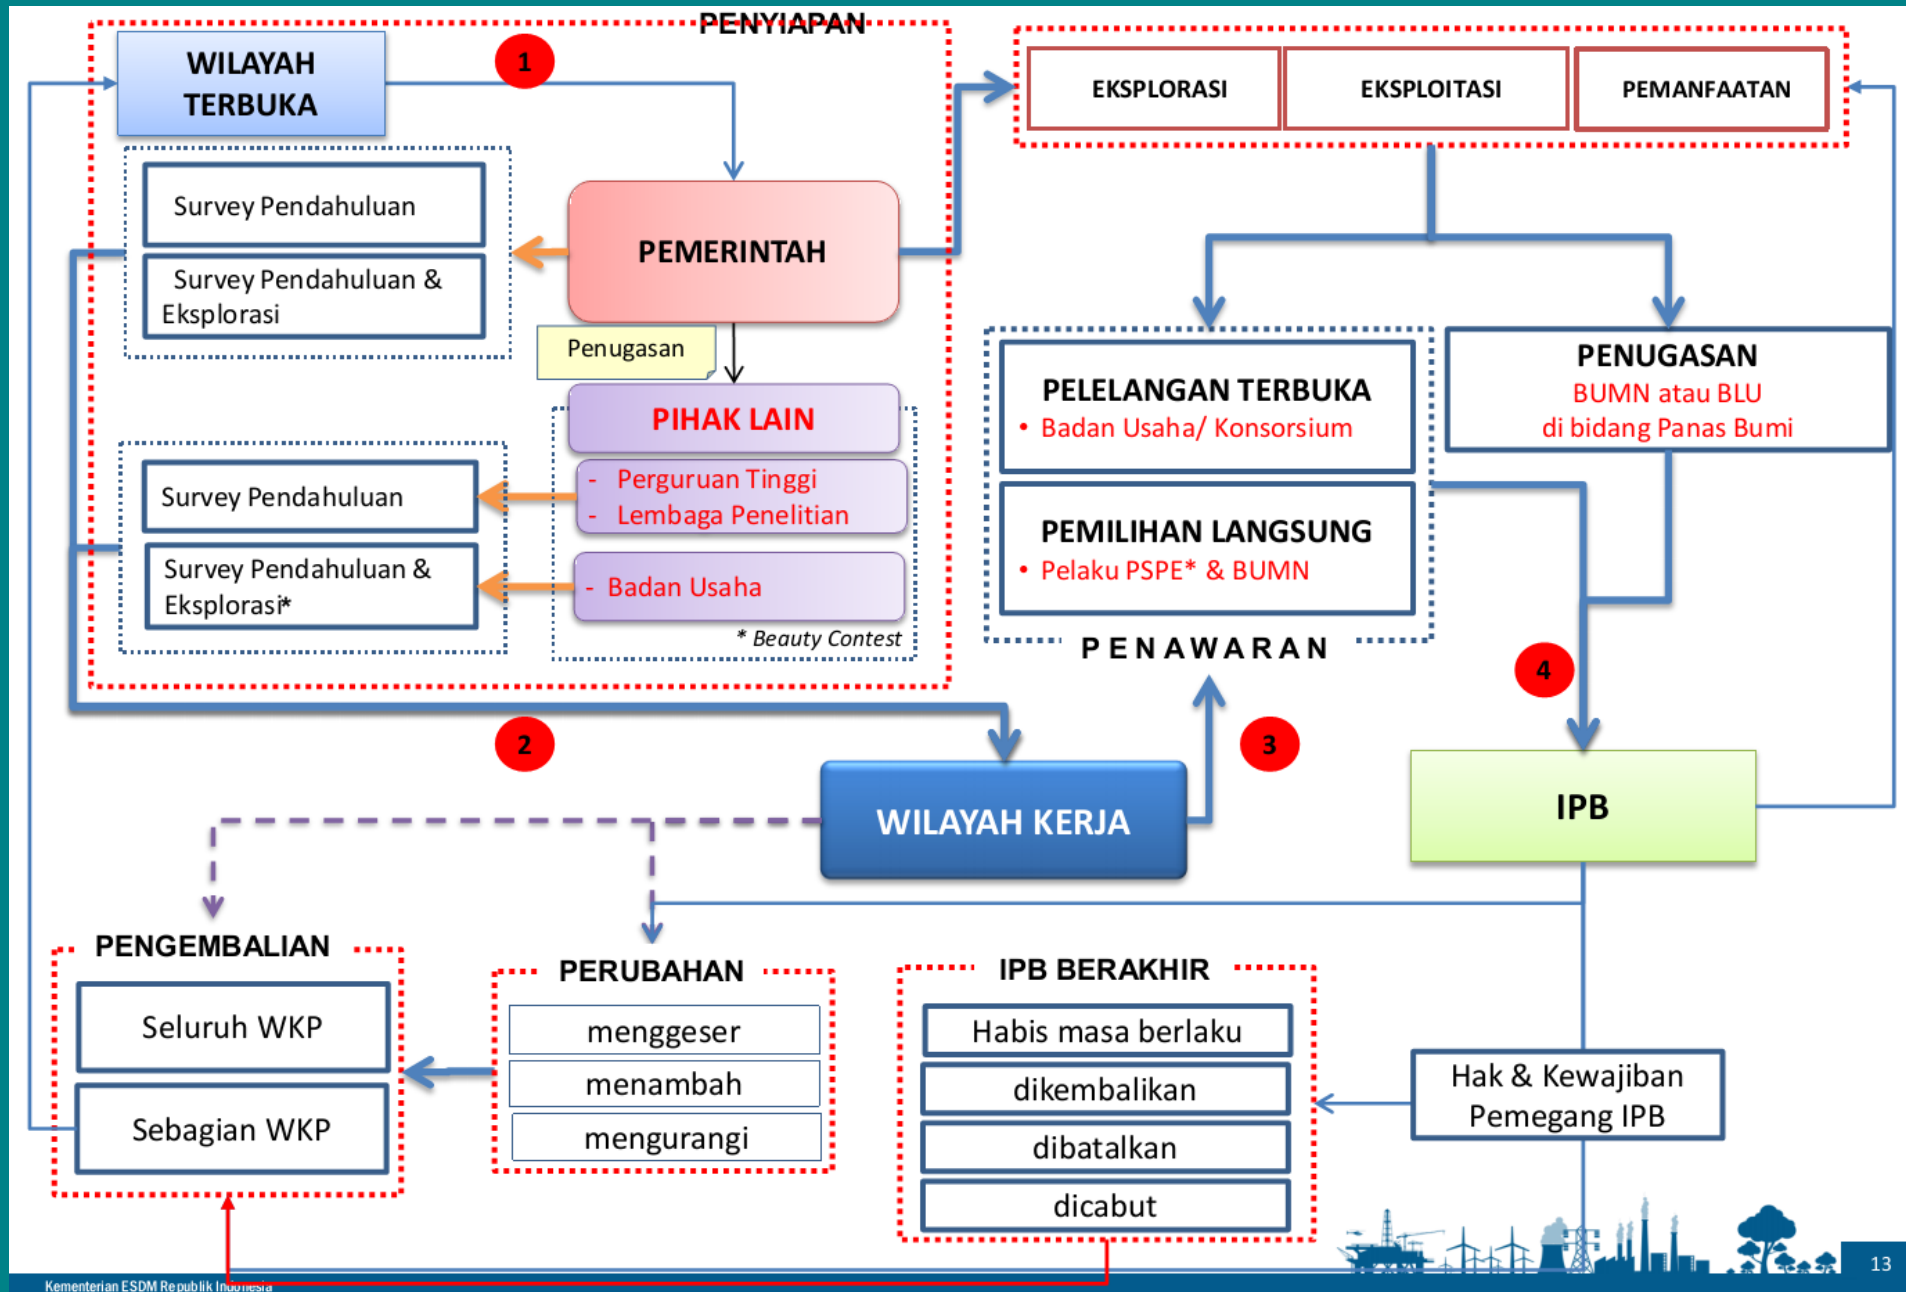 PENYIAPAN
WILAYAH
TERBUKA
1
EKSPLORASI
EKSPLOITASI
PEMANFAATAN
Survey Pendahuluan
Survey Pendahuluan &
Eksplorasi
PEMERINTAH
Penugasan
PIHAK LAIN
- Perguruan Tinggi
- Lembaga Penelitian
- Badan Usaha
* Beauty Contest
Survey Pendahuluan
Survey Pendahuluan &
Eksplorasi*
PELELANGAN TERBUKA
• Badan Usaha/ Konsorsium
PEMILIHAN LANGSUNG
• Pelaku PSPE* & BUMN
PENAWARAN
PENUGASAN
BUMN atau BLU
di bidang Panas Bumi
2
3
4
WILAYAH KERJA
IPB
PENGEMBALIAN
Seluruh WKP
Sebagian WKP
PERUBAHAN
menggeser
menambah
mengurangi
IPB BERAKHIR
Habis masa berlaku
dikembalikan
dibatalkan
dicabut
Hak & Kewajiban
Pemegang IPB
Kementerian ESDM Republik Indonesia
13